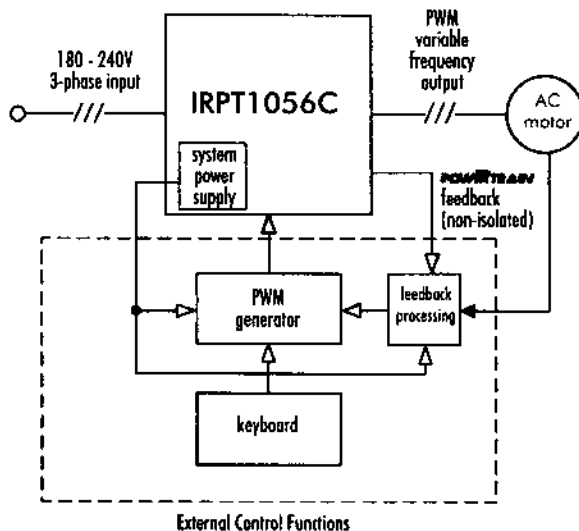 180 - 240V
3-phase input
IRPT1056C
system
power
supply
PWM
variable
frequency
output
AC
motor
POWIRTRAIN
feedback
(non-isolated)
PWM
generator
feedback
processing
keyboard
External Control Functions